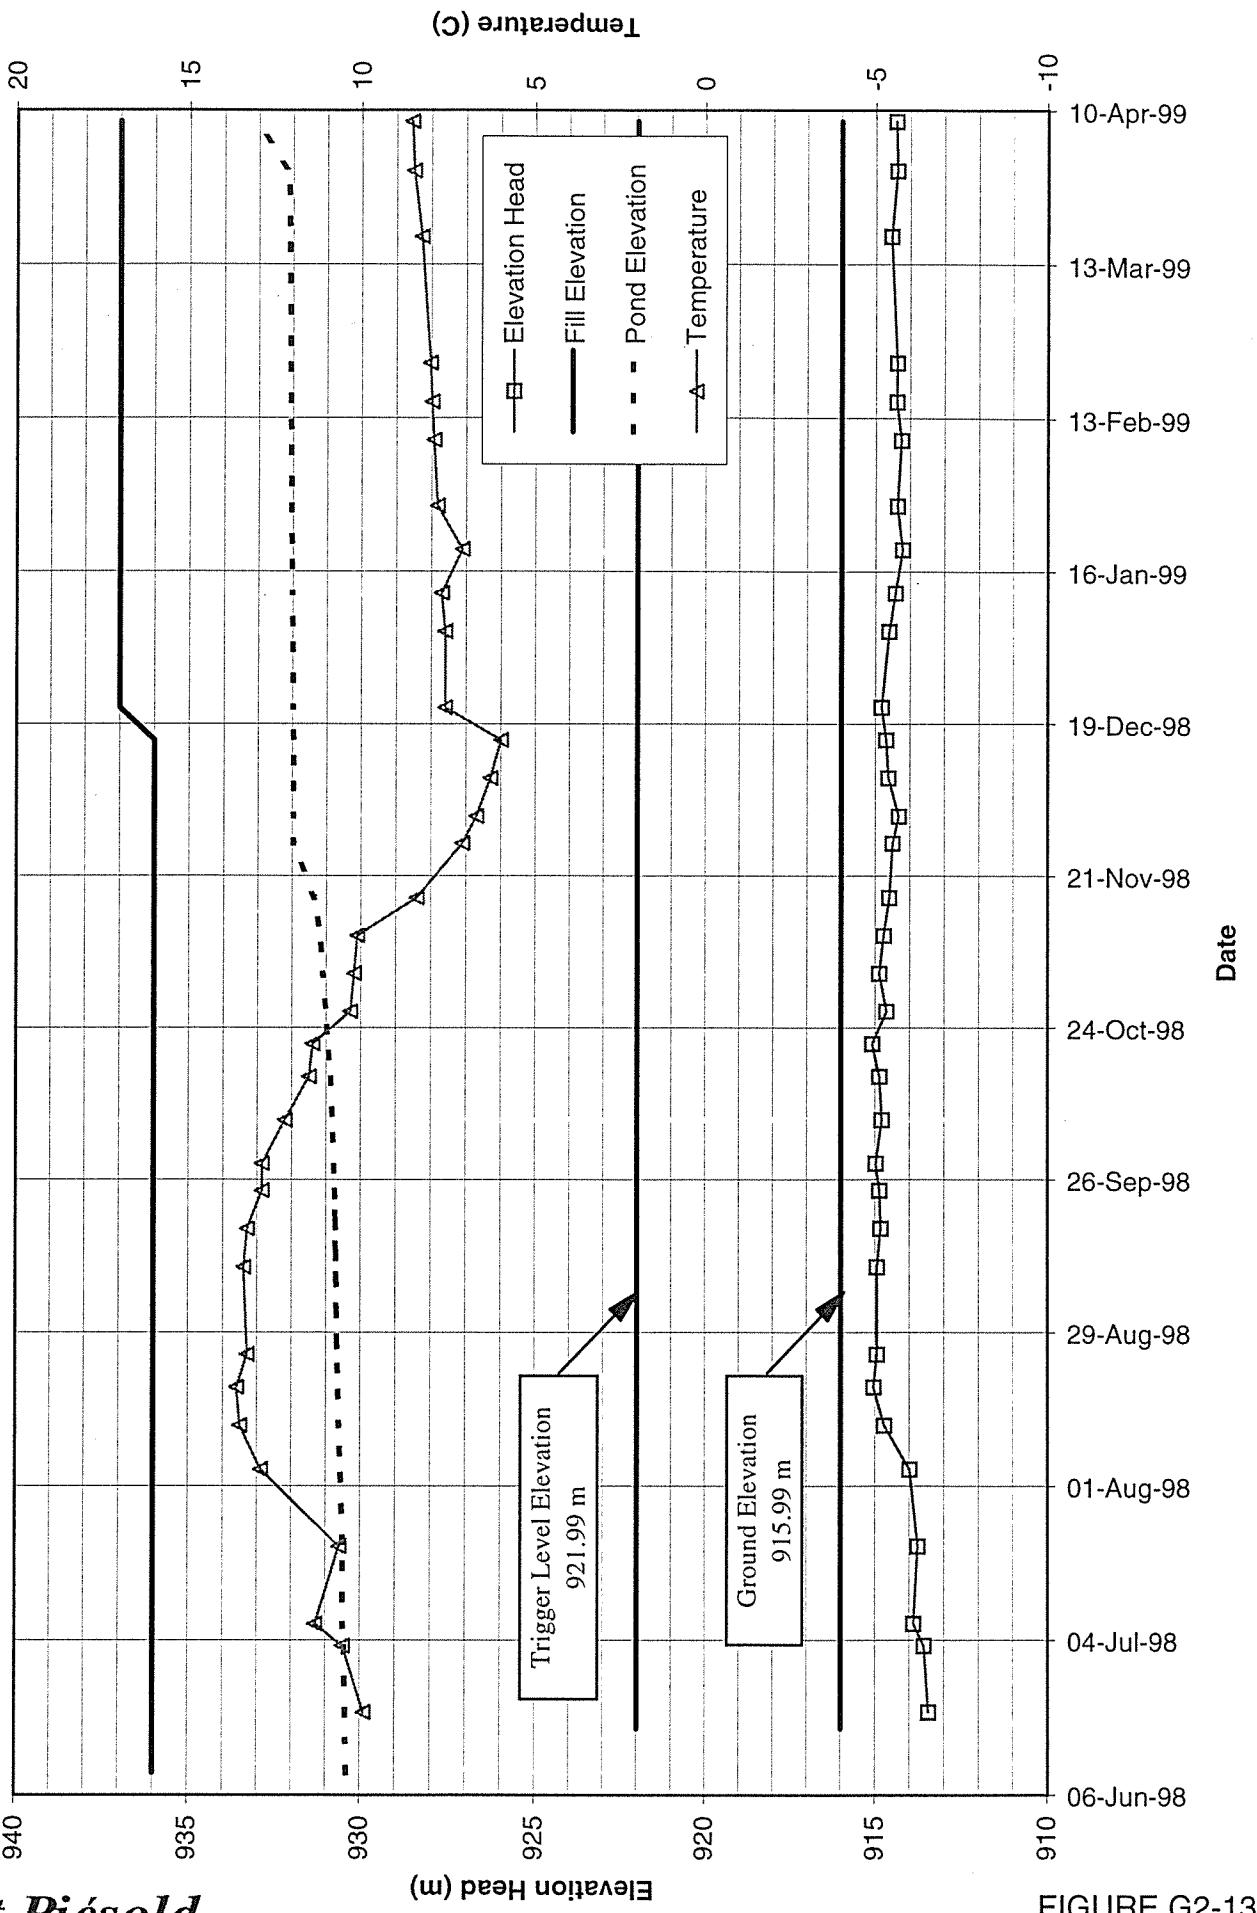 Temperature (C)
20
15
10
5
0
-5
-10
10-Apr-99
13-Mar-99
13-Feb-99
16-Jan-99
19-Dec-98
21-Nov-98
24-Oct-98
26-Sep-98
29-Aug-98
01-Aug-98
04-Jul-98
06-Jun-98
Date
Elevation Head
Fill Elevation
Pond Elevation
Temperature
Trigger Level Elevation
921.99 m
Ground Elevation
915.99 m
940
935
930
925
920
915
910
Elevation Head (m)
Piésold
FIGURE G2-13